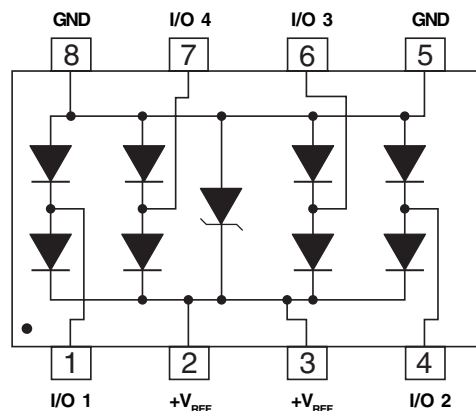 GND I/O 4 I/O 3 GND
8 7 6 5
1 2 3 4
I/O 1 +VREF +VREF I/O 2